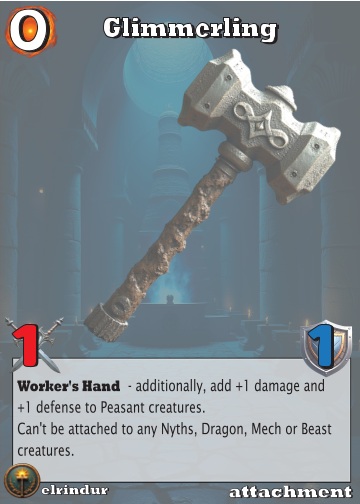 0
Glimmerling
1
1
Worker's Hand - additionally, add +1 damage and
+1 defense to Peasant creatures.
Can't be attached to any Nyths, Dragon, Mech or Beast
creatures.
elrindur
attachment